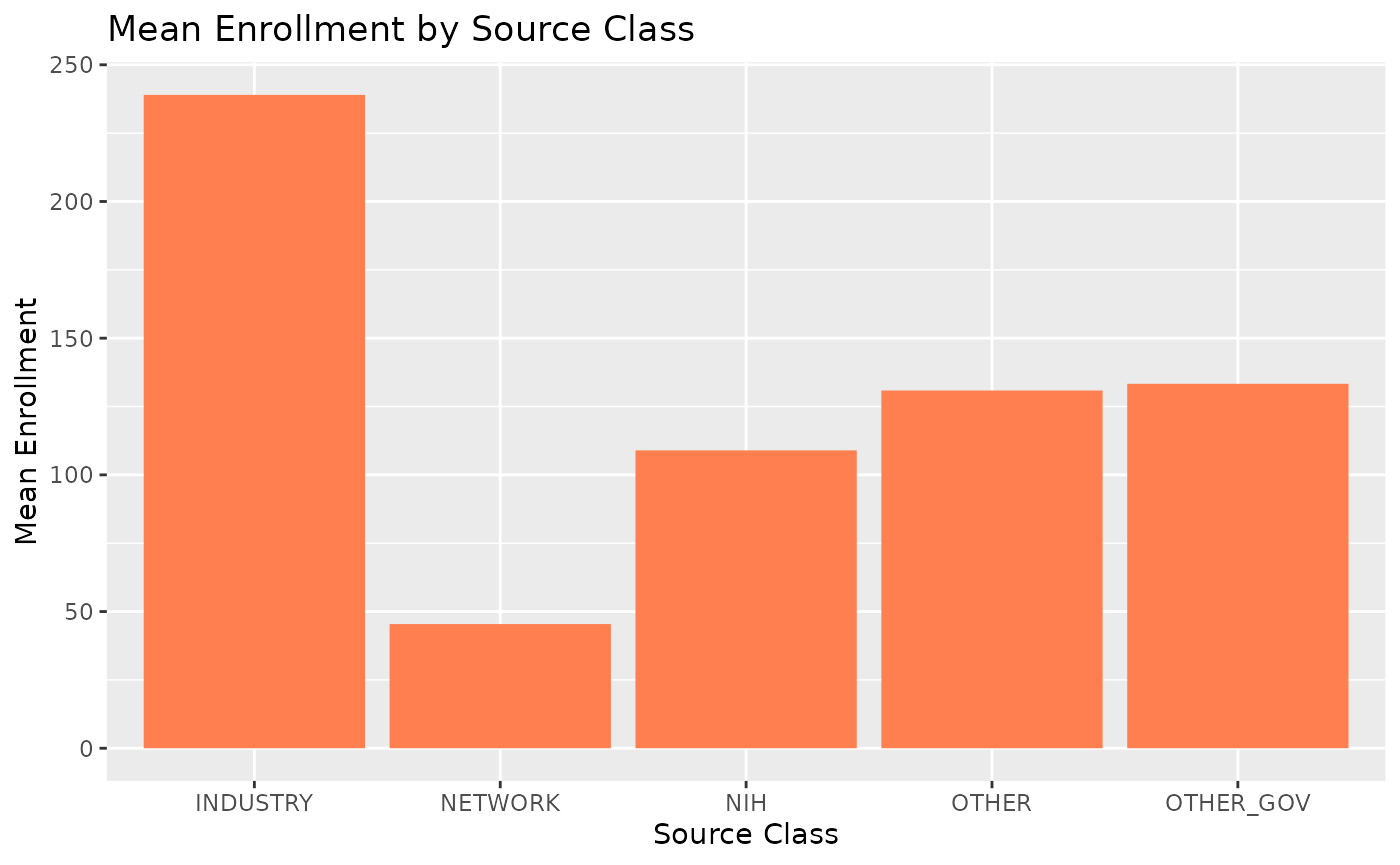 Mean Enrollment by Source Class
Mean Enrollment
250
200
150
100
50
0
INDUSTRY
NETWORK
NIH
OTHER
OTHER_GOV
Source Class